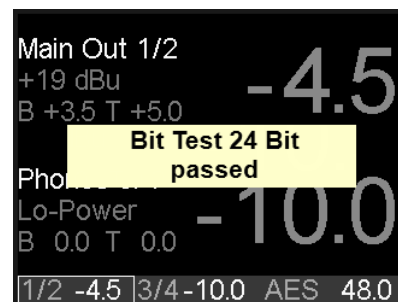 Main Out 1/2
+19 dBu
-4.5
B +3.5 T +5.0
Bit Test 24 Bit
passed
Lo-Power
-10.0
B 0.0 T 0.0
1/2 -4.5 3/4 -10.0 AES 48.0